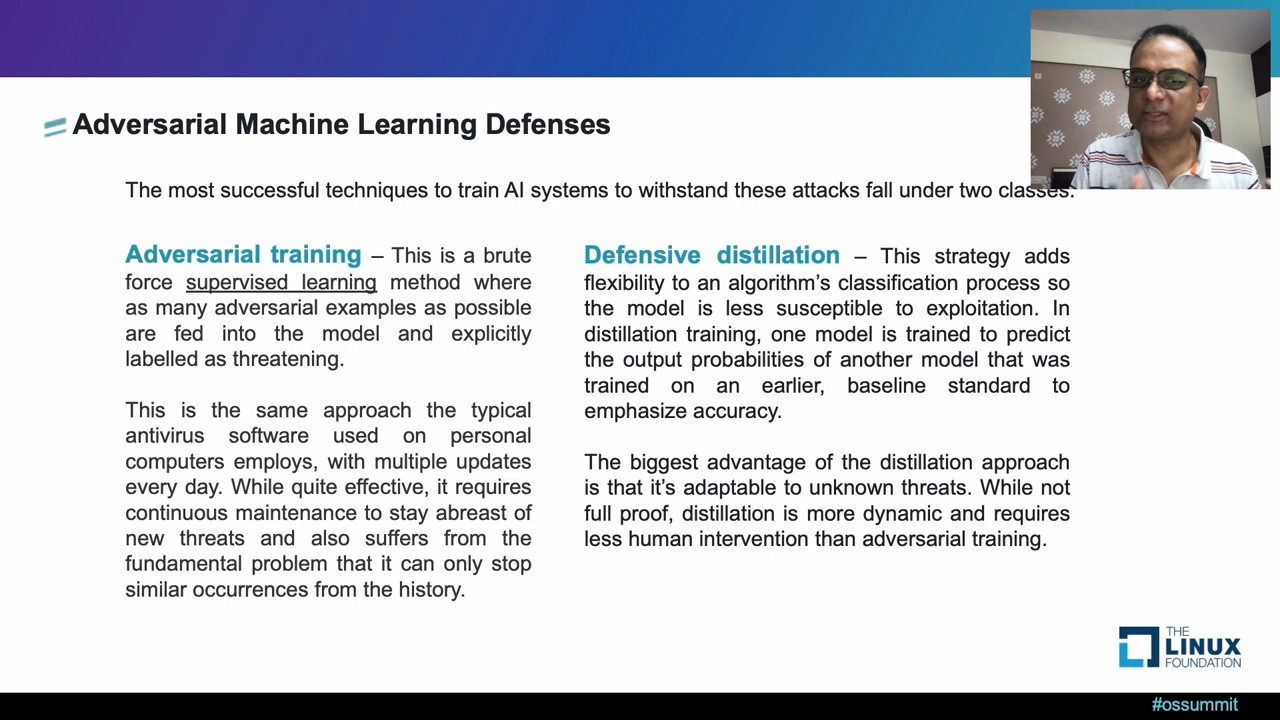 Adversarial Machine Learning Defenses
The most successful techniques to train AI systems to withstand these attacks fall under two classes:
Adversarial training – This is a brute
force supervised learning method where
as many adversarial examples as possible
are fed into the model and explicitly
labelled as threatening.
This is the same approach the typical
antivirus software used on personal
computers employs, with multiple updates
every day. While quite effective, it requires
continuous maintenance to stay abreast of
new threats and also suffers from the
fundamental problem that it can only stop
similar occurrences from the history.
Defensive distillation – This strategy adds
flexibility to an algorithm's classification process so
the model is less susceptible to exploitation. In
distillation training, one model is trained to predict
the output probabilities of another model that was
trained on an earlier, baseline standard to
emphasize accuracy.
The biggest advantage of the distillation approach
is that it's adaptable to unknown threats. While not
full proof, distillation is more dynamic and requires
less human intervention than adversarial training.
THE
LINUX
FOUNDATION
#ossummit